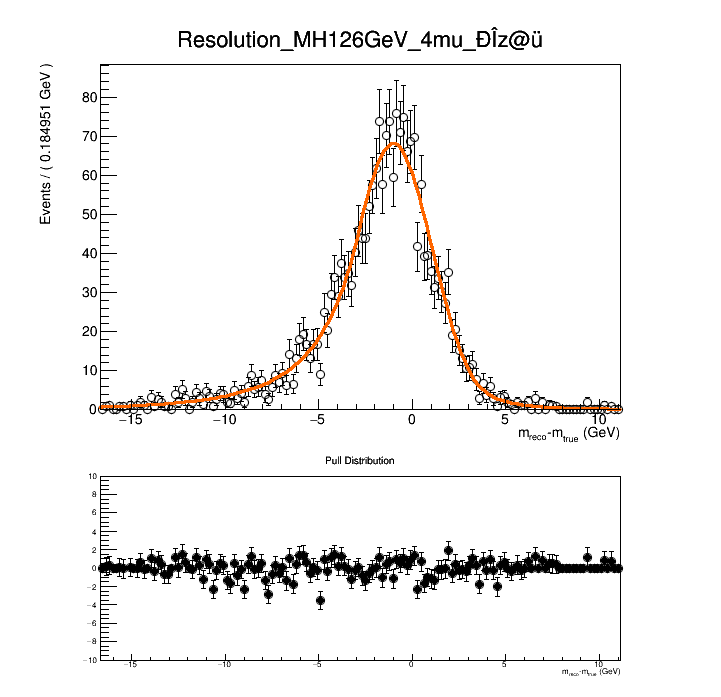 Resolution_MH126GeV_4mu_ÐÎz@ü
Events / ( 0.184951 GeV )
80
70
60
50
40
30
20
10
0
−15 −10 −5 0 5 10
m_reco-m_true (GeV)
Pull Distribution
10
8
6
4
2
0
−2
−4
−6
−8
−10
−15 −10 −5 0 5 10
m_reco-m_true (GeV)